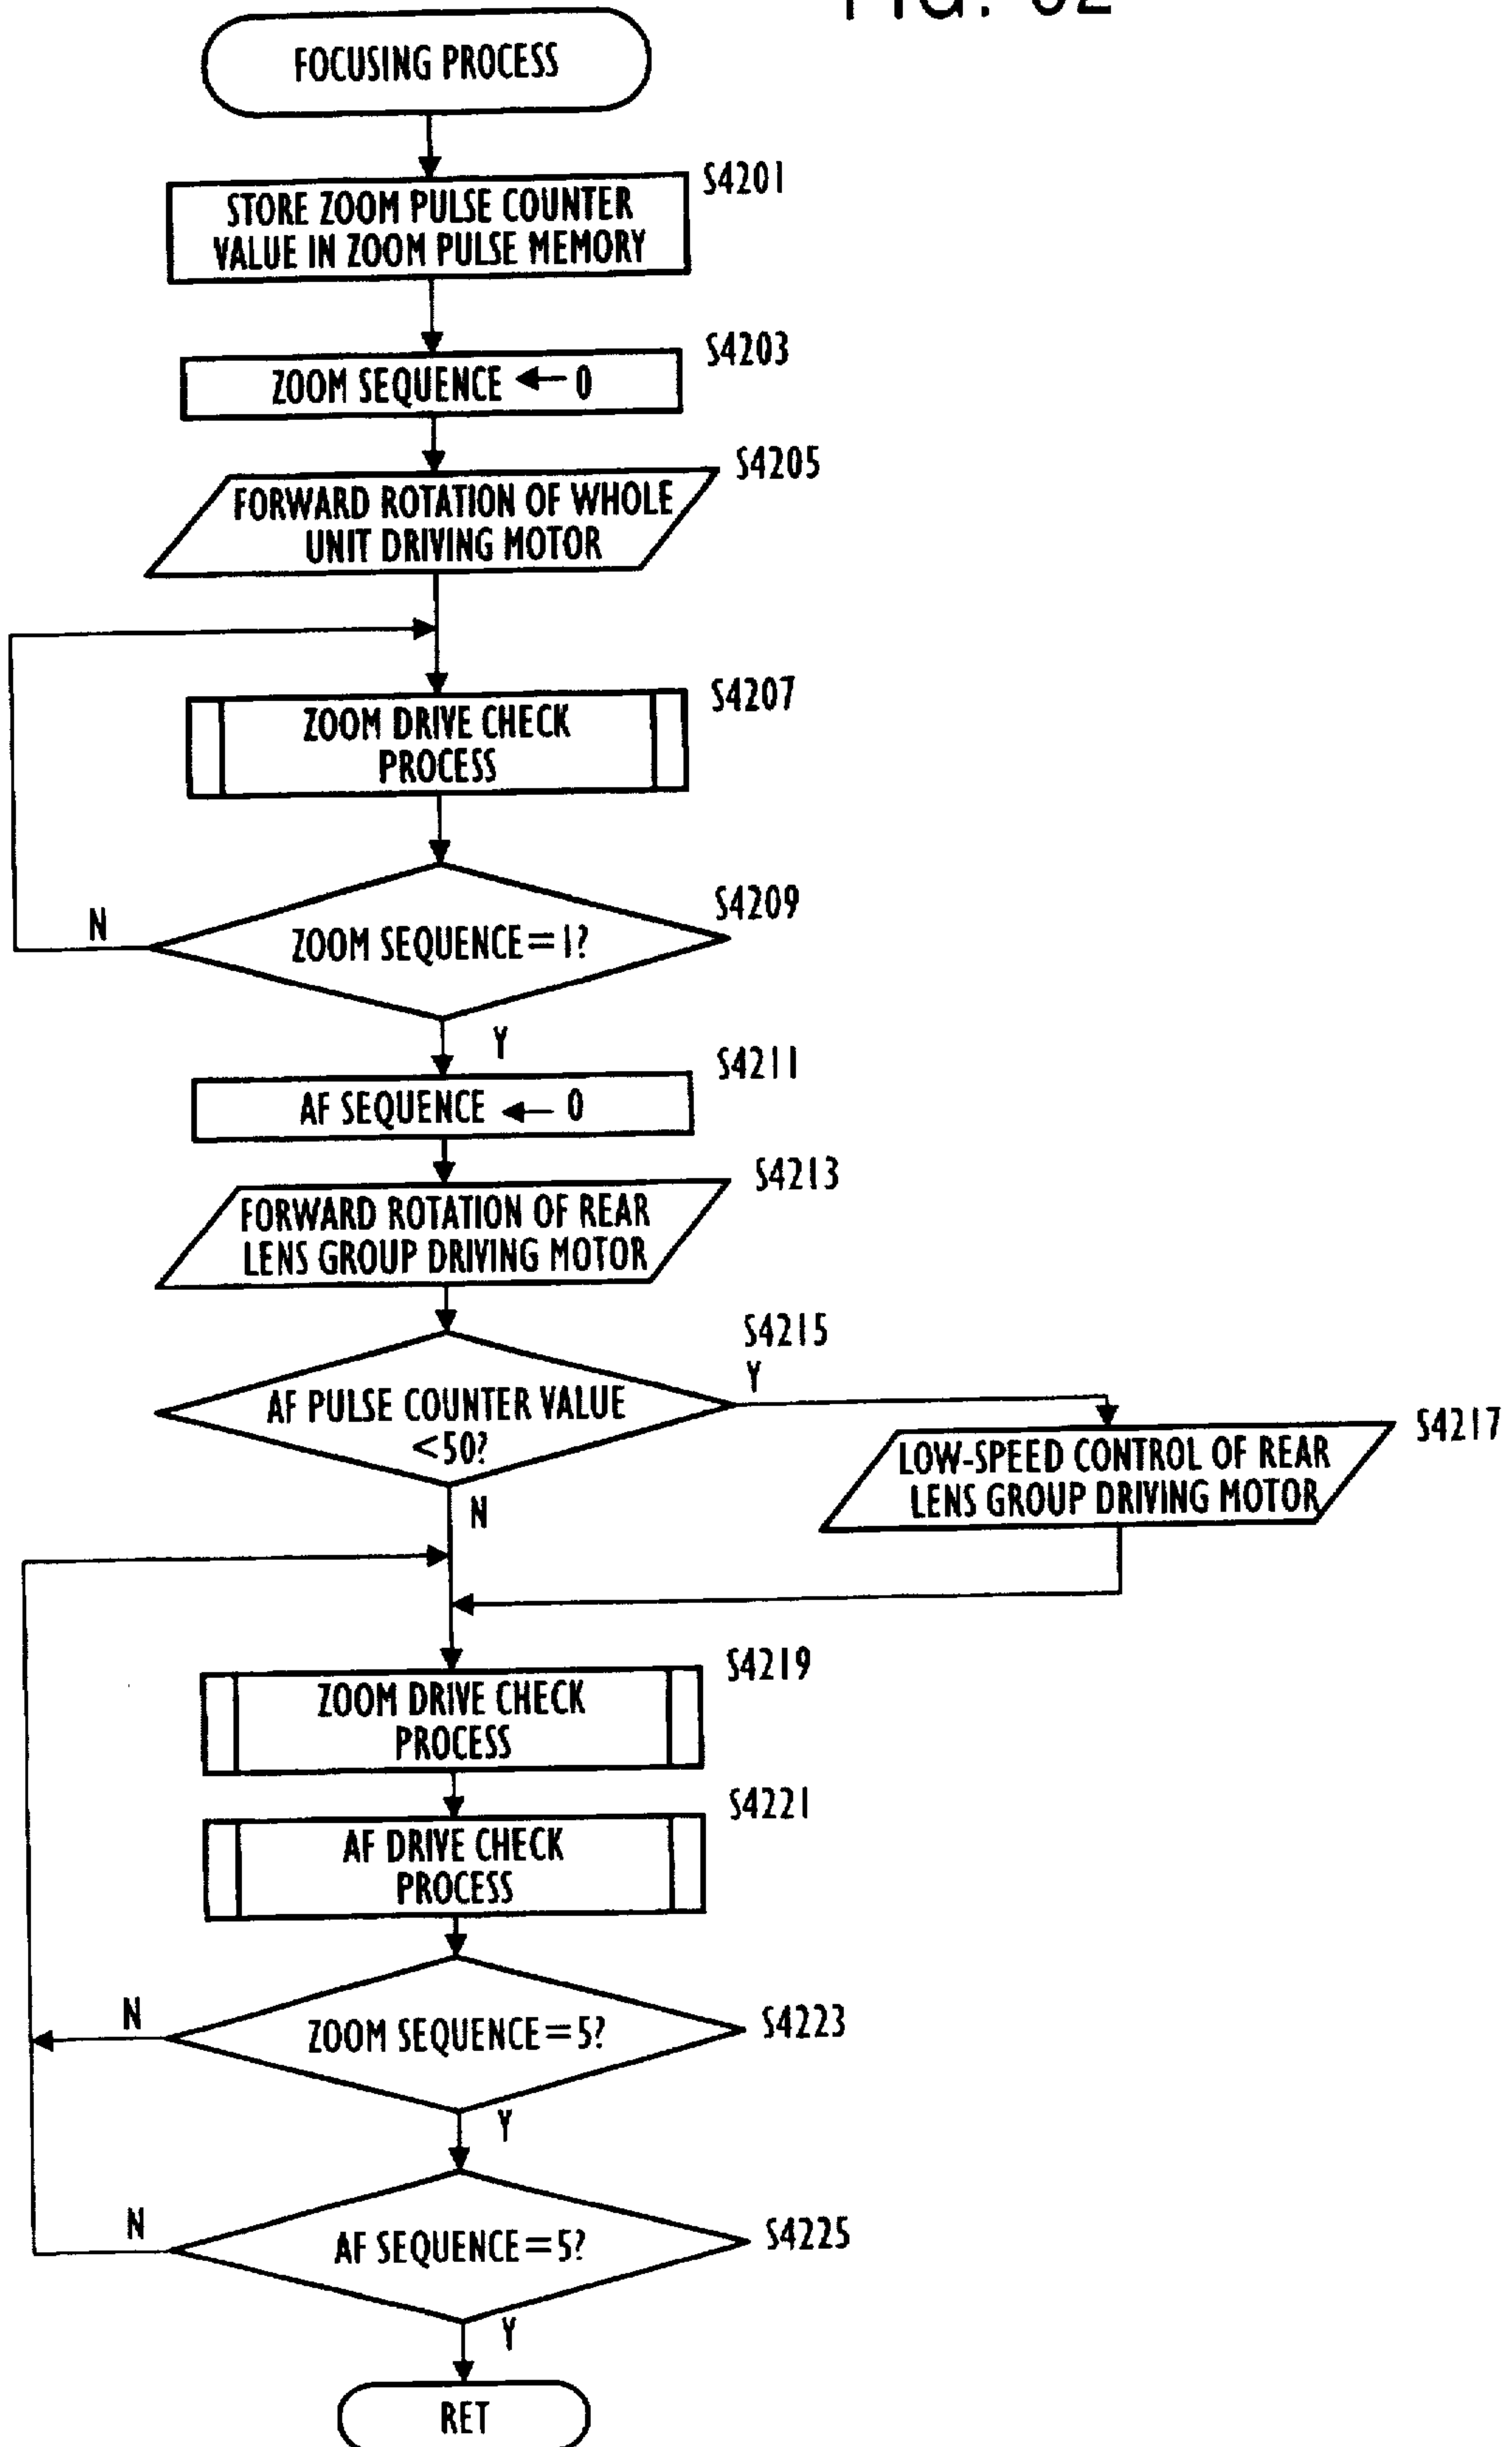 FOCUSING PROCESS
S4201
STORE ZOOM PULSE COUNTER
VALUE IN ZOOM PULSE MEMORY
S4203
ZOOM SEQUENCE ← 0
S4205
FORWARD ROTATION OF WHOLE
UNIT DRIVING MOTOR
S4207
ZOOM DRIVE CHECK
PROCESS
S4209
N
ZOOM SEQUENCE=1?
Y
S4211
AF SEQUENCE ← 0
S4213
FORWARD ROTATION OF REAR
LENS GROUP DRIVING MOTOR
S4215
Y
AF PULSE COUNTER VALUE
<50?
S4217
LOW-SPEED CONTROL OF REAR
LENS GROUP DRIVING MOTOR
N
S4219
ZOOM DRIVE CHECK
PROCESS
S4221
AF DRIVE CHECK
PROCESS
N
ZOOM SEQUENCE=5?
S4223
Y
N
AF SEQUENCE=5?
S4225
Y
RET